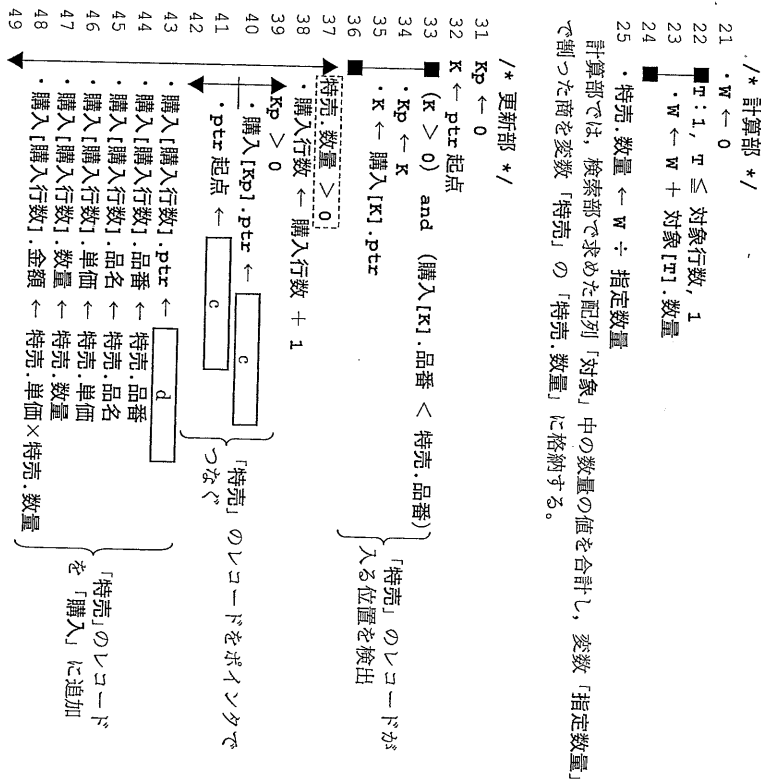 /* 計算部 */
21 ・W ← 0
22 T:1, T ≦ 対象行数, 1
23 ・W ← W + 対象[T].数量
24
25 ・特売.数量 ← W ÷ 指定数量
計算部では，検索部で求めた配列「対象」中の数量の値を合計し，変数「指定数量」
で割った商を変数「特売」の「特売.数量」に格納する。
/* 更新部 */
31 Kp ← 0
32 K ← ptr起点
33 (K > 0) and (購入[K].品番 < 特売.品番)
34 ・Kp ← K
35 ・K ← 購入[K].ptr
36
「特売」のレコードが
入る位置を検出
37 特売.数量 > 0
38 ・購入行数 ← 購入行数 + 1
39 Kp > 0
40 ・購入[Kp].ptr ← c
41 ・ptr起点 ← c
42
「特売」のレコードをポインタで
つなぐ
43 ・購入[購入行数].ptr ← d
44 ・購入[購入行数].品番 ← 特売.品番
45 ・購入[購入行数].品名 ← 特売.品名
46 ・購入[購入行数].単価 ← 特売.単価
47 ・購入[購入行数].数量 ← 特売.数量
48 ・購入[購入行数].金額 ← 特売.単価×特売.数量
49
「特売」のレコード
を「購入」に追加